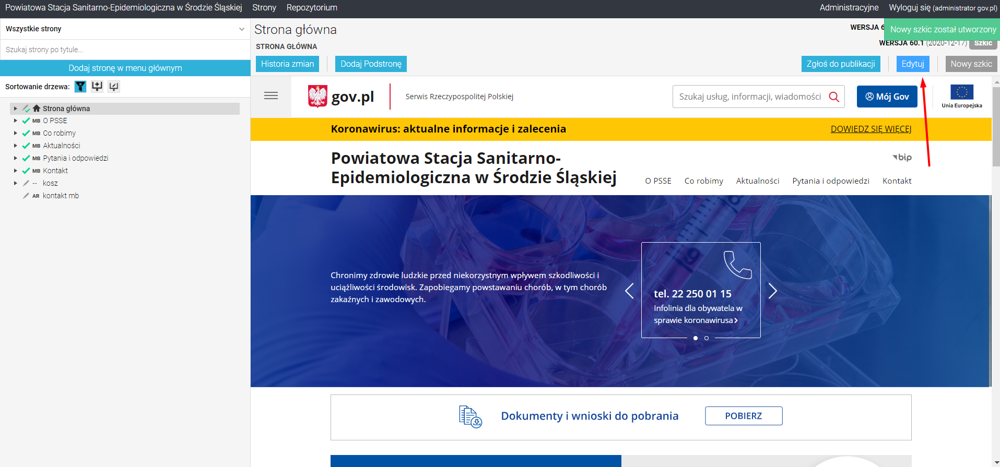 Powiatowa Stacja Sanitarno-Epidemiologiczna w Środzie Śląskiej Strony Repozytorium Administracyjne Wyloguj się (administrator gov.pl)
Wszystkie strony
Szukaj strony po tytule...
Dodaj stronę w menu głównym
Sortowanie drzewa:
Strona główna
MB O PSSE
MB Co robimy
MB Aktualności
MB Pytania i odpowiedzi
MB Kontakt
-- kosz
AR kontakt mb
Strona główna
WERSJA 6
Nowy szkic został utworzony
STRONA GŁÓWNA
WERSJA 60.1 (2020-12-17) Szkic
Historia zmian Dodaj Podstronę Zgłoś do publikacji Edytuj Nowy szkic
gov.pl Serwis Rzeczypospolitej Polskiej Szukaj usług, informacji, wiadomości Mój Gov
Unia Europejska
Koronawirus: aktualne informacje i zalecenia DOWIEDZ SIĘ WIĘCEJ
Powiatowa Stacja Sanitarno-
Epidemiologiczna w Środzie Śląskiej
bip
O PSSE Co robimy Aktualności Pytania i odpowiedzi Kontakt
Chronimy zdrowie ludzkie przed niekorzystnym wpływem szkodliwości i
uciążliwości środowisk. Zapobiegamy powstawaniu chorób, w tym chorób
zakaźnych i zawodowych.
tel. 22 250 01 15
Infolinia dla obywatela w
sprawie koronawirusa
Dokumenty i wnioski do pobrania POBIERZ